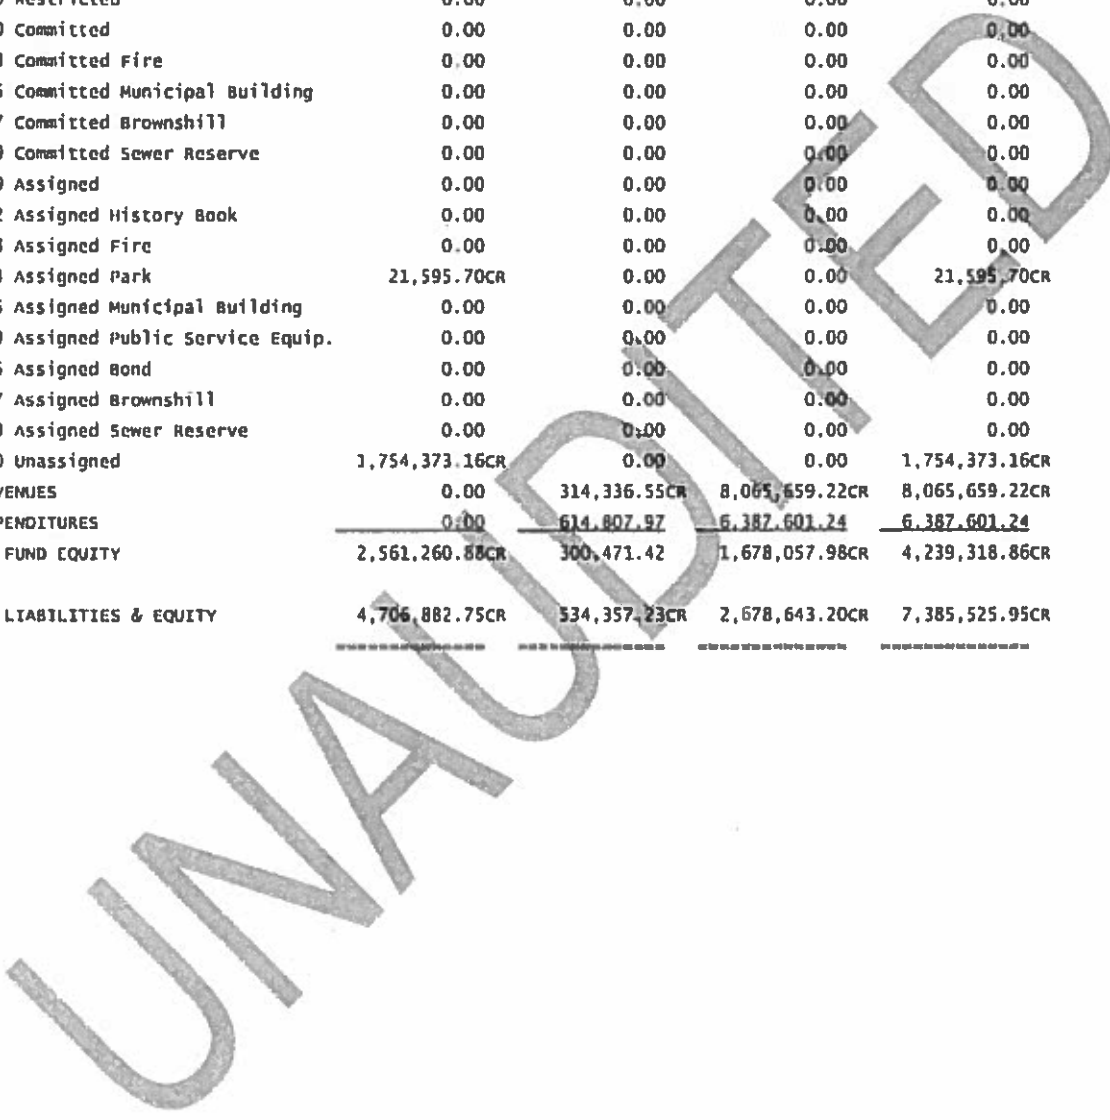 0 Restricted 0.00 0.00 0.00 0.00
0 Committed 0.00 0.00 0.00 0.00
Committed Fire 0.00 0.00 0.00 0.00
Committed Municipal Building 0.00 0.00 0.00 0.00
7 Committed Brownshill 0.00 0.00 0.00 0.00
Committed Sewer Reserve 0.00 0.00 0.00 0.00
Assigned 0.00 0.00 0.00 0.00
2 Assigned History Book 0.00 0.00 0.00 0.00
Assigned Fire 0.00 0.00 0.00 0.00
Assigned Park 21,595.70CR 0.00 0.00 21,595.70CR
Assigned Municipal Building 0.00 0.00 0.00 0.00
Assigned Public Service Equip. 0.00 0.00 0.00 0.00
Assigned Bond 0.00 0.00 0.00 0.00
7 Assigned Brownshill 0.00 0.00 0.00 0.00
Assigned Sewer Reserve 0.00 0.00 0.00 0.00
0 Unassigned 1,754,373.16CR 0.00 0.00 1,754,373.16CR
VENUES 0.00 314,336.55CR 8,065,659.22CR 8,065,659.22CR
PENDITURES 0.00 614,807.97 6,387,601.24 6,387,601.24
FUND EQUITY 2,561,260.88CR 300,471.42 1,678,057.98CR 4,239,318.86CR
LIABILITIES & EQUITY 4,706,882.75CR 534,357.23CR 2,678,643.20CR 7,385,525.95CR
UNAUDITED